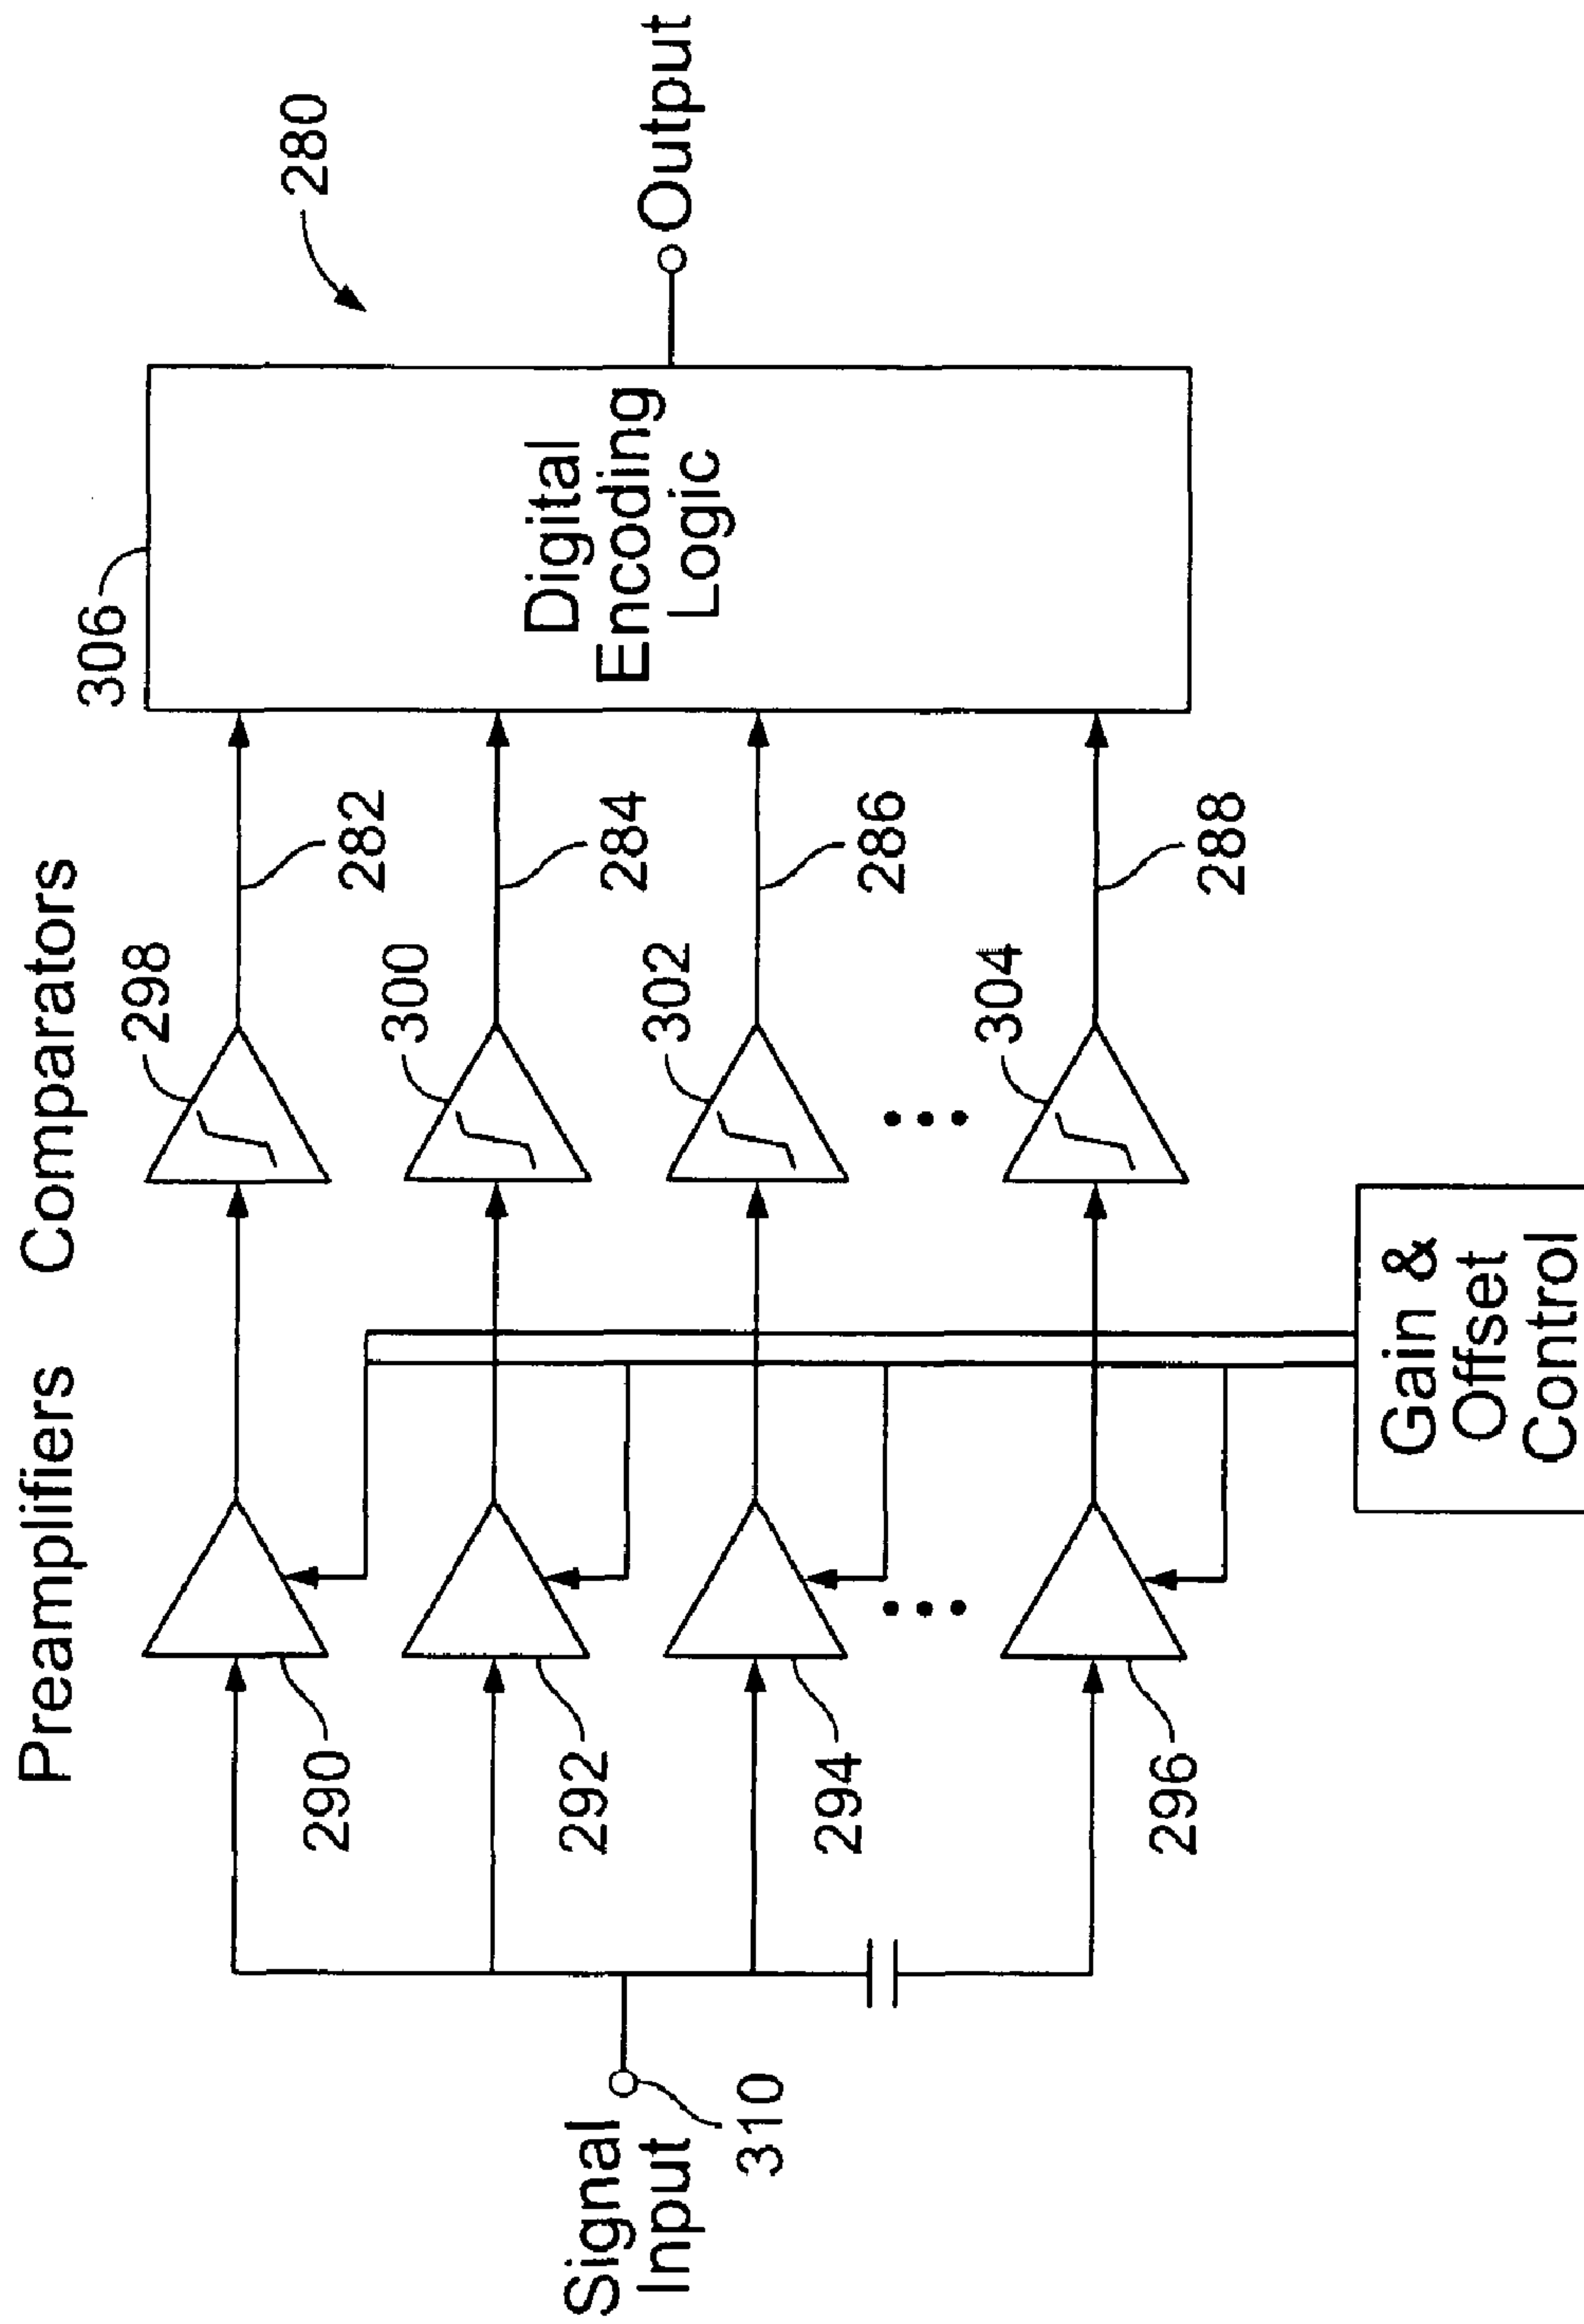 Preamplifiers
Comparators
306
280
298
282
290
300
284
292
302
286
294
304
288
296
Signal
Input
310
Digital
Encoding
Logic
Output
Gain &
Offset
Control